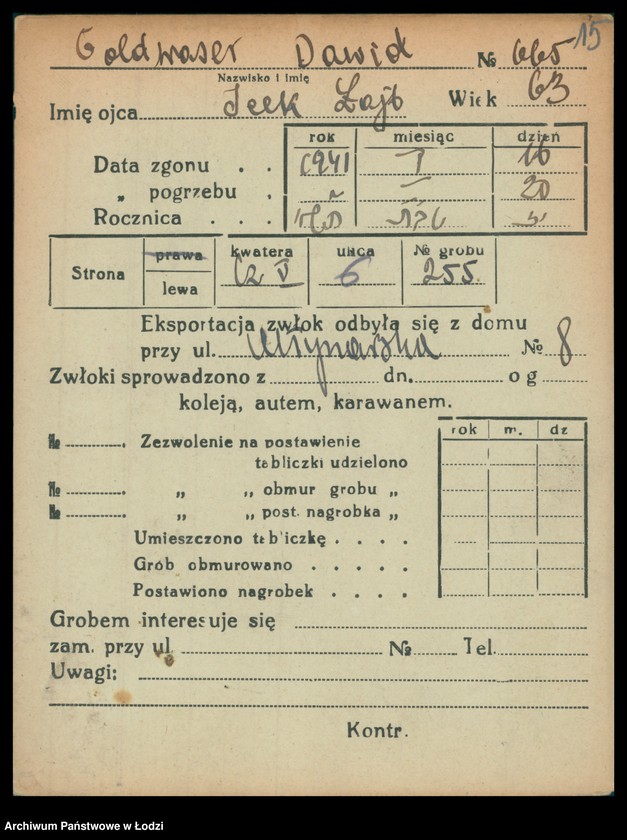 Goldwaser Dawid № 665 15
Nazwisko i imię
Imię ojca Icek Lajb Wiek 63
rok miesiąc dzień
Data zgonu . . 1941 I 16
„ pogrzebu . " — 20
Rocznica . . .
Strona prawa lewa kwatera V ulica 6 № grobu 255
Eksportacja zwłok odbyła się z domu
przy ul. Młynarska № 8
Zwłoki sprowadzono z dn. o g
koleją, autem, karawanem.
rok m. dz
№ Zezwolenie na postawienie
tabliczki udzielono
№ „ „ obmur grobu „
№ „ „ post. nagrobka „
Umieszczono tabliczkę . . . .
Grób obmurowano . . . . .
Postawiono nagrobek . . . .
Grobem interesuje się
zam. przy ul. № Tel.
Uwagi:
Kontr.
Archiwum Państwowe w Łodzi